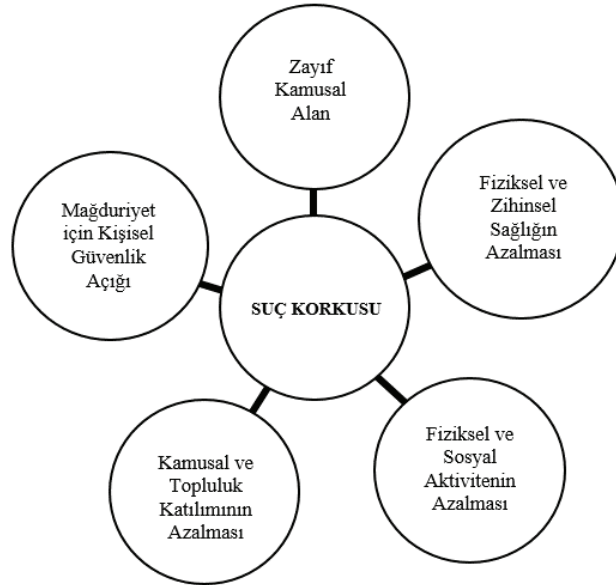 Zayıf
Kamusal
Alan
Fiziksel ve
Zihinsel
Sağlığın
Azalması
Mağduriyet
için Kişisel
Güvenlik
Açığı
SUÇ KORKUSU
Fiziksel ve
Sosyal
Aktivitenin
Azalması
Kamusal ve
Topluluk
Katılımının
Azalması